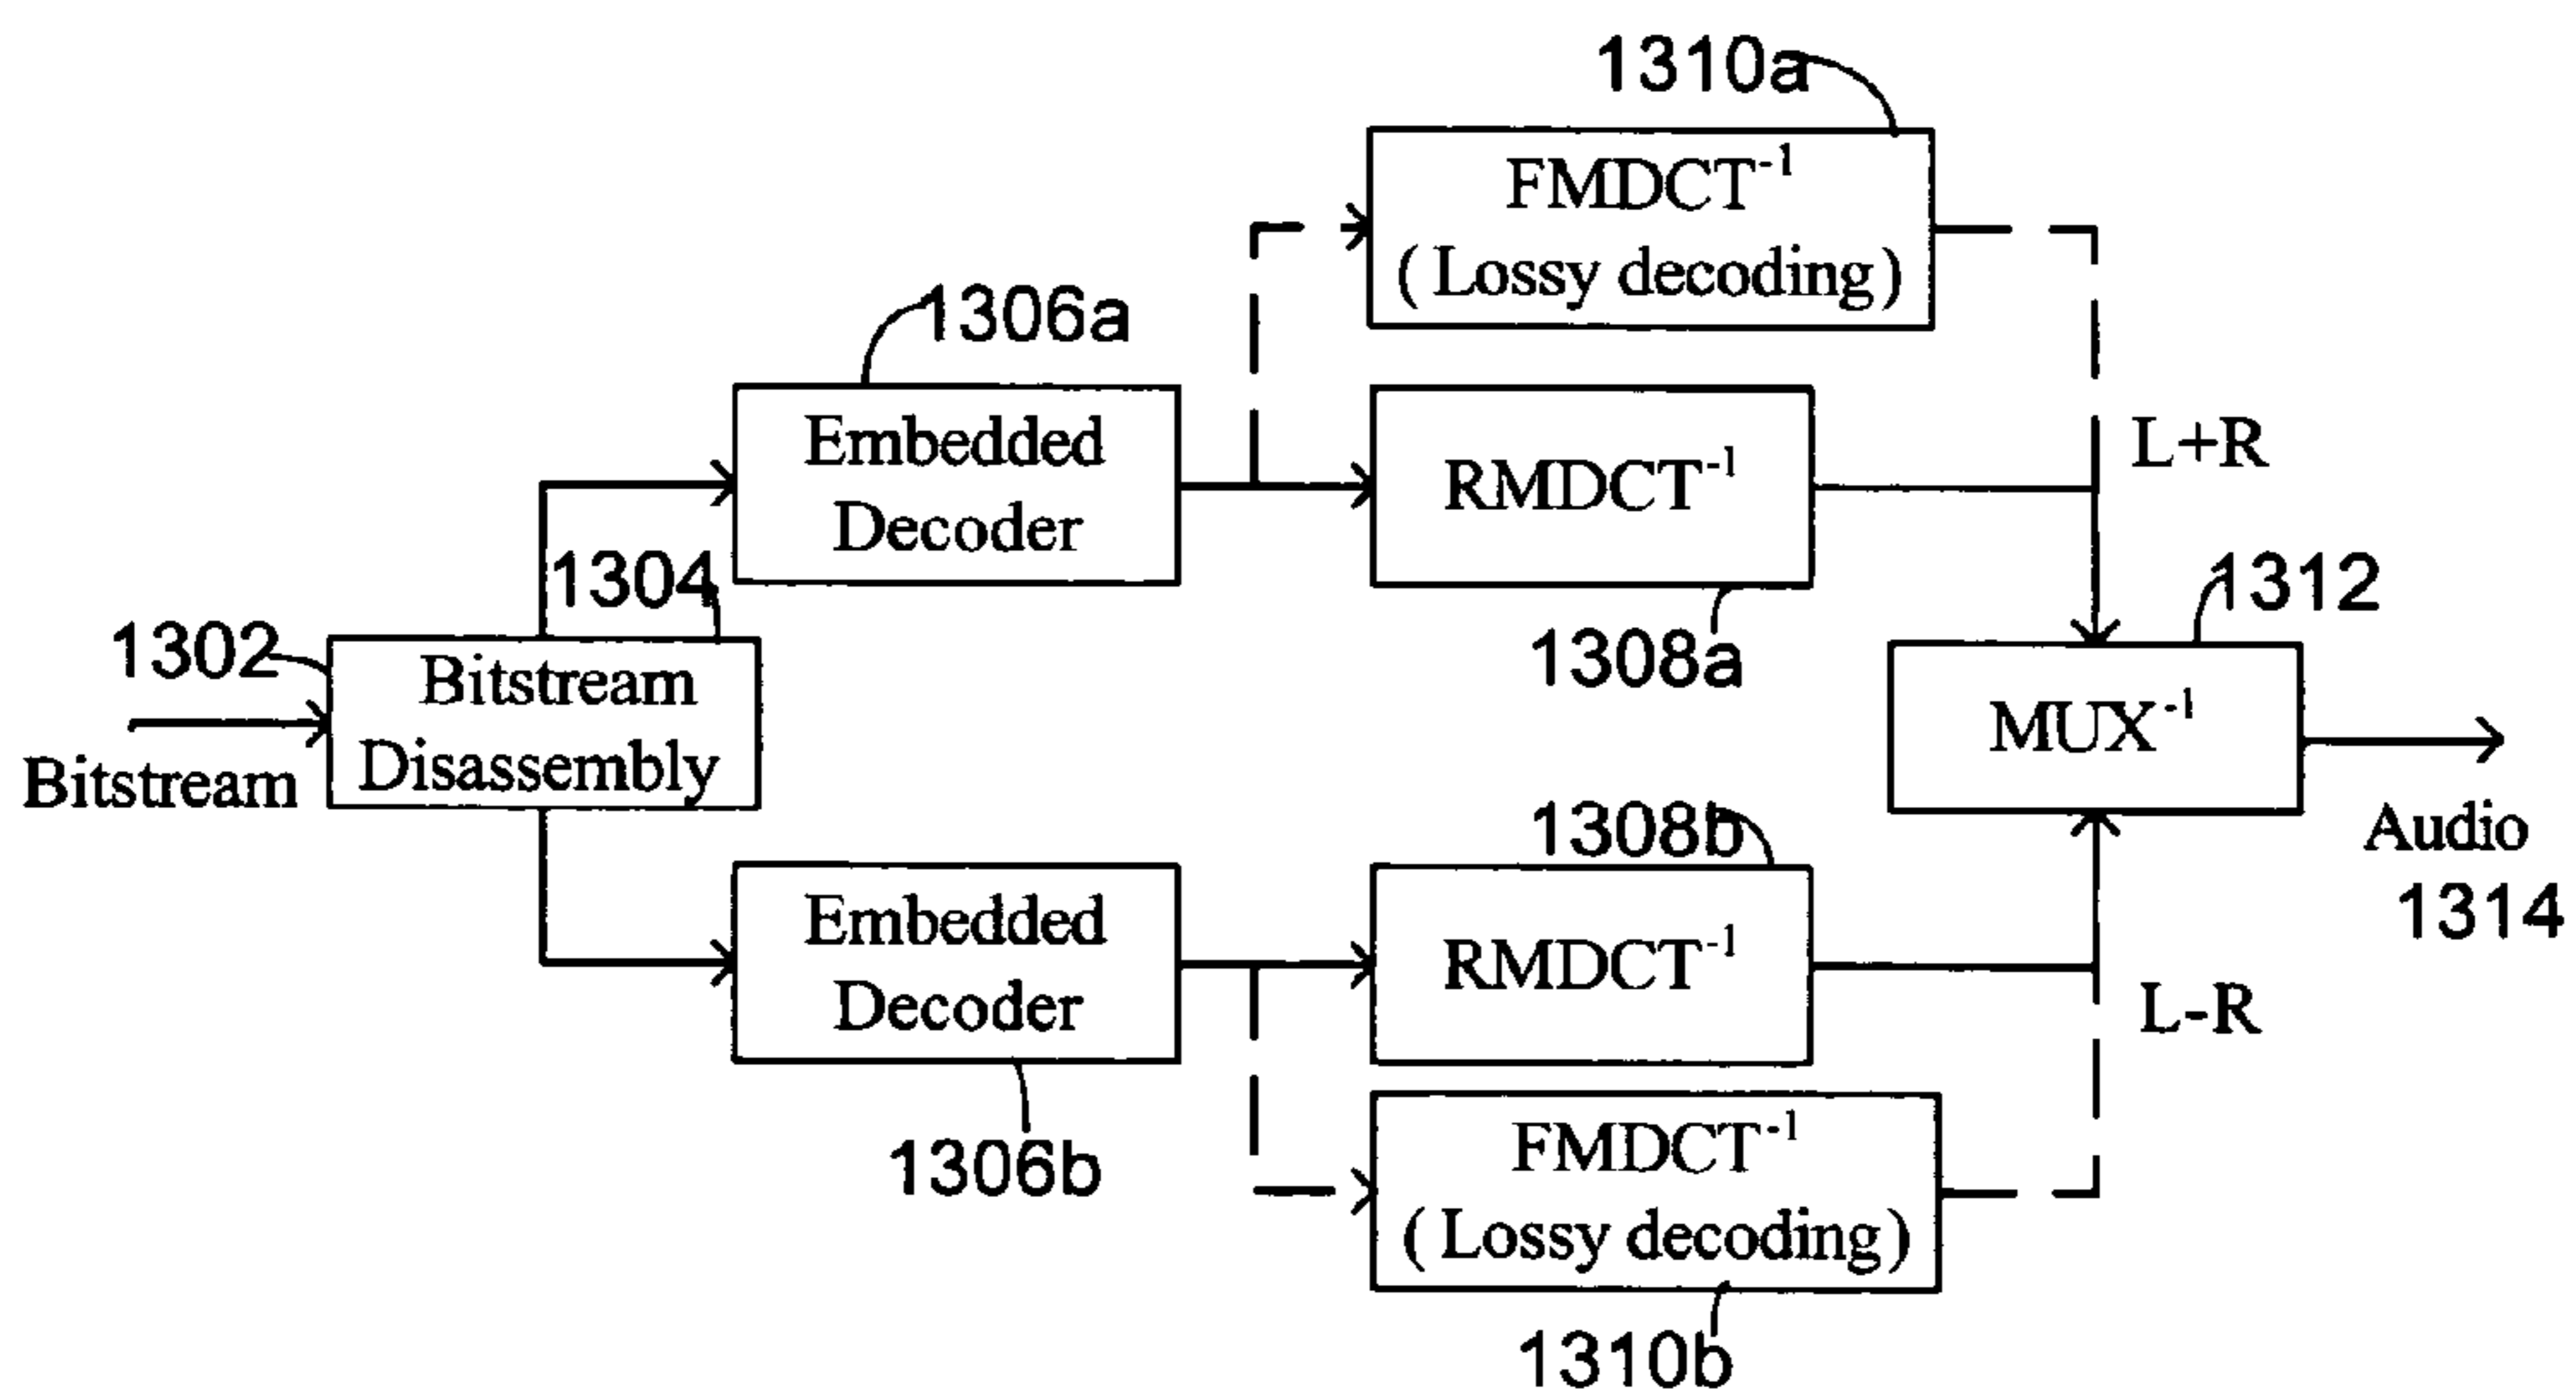 1310a
FMDCT⁻¹
( Lossy decoding)
1306a
Embedded
Decoder
RMDCT⁻¹
L+R
1304
1302
Bitstream
Disassembly
Bitstream
1308a
1312
MUX⁻¹
Audio
1314
1308b
Embedded
Decoder
RMDCT⁻¹
L-R
1306b
FMDCT⁻¹
( Lossy decoding)
1310b